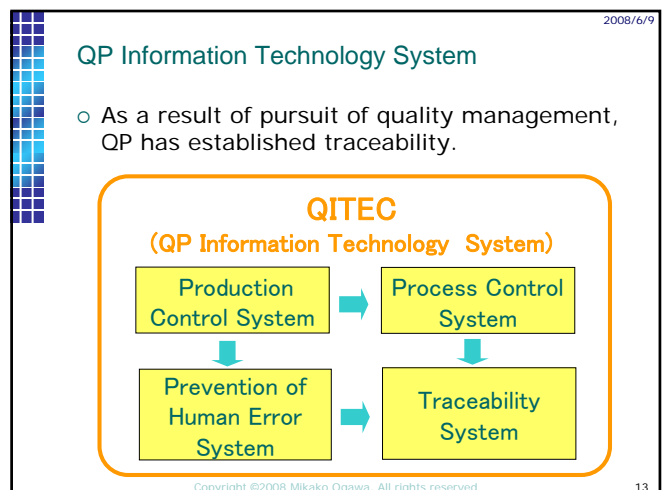 2008/6/9
QP Information Technology System
As a result of pursuit of quality management,
QP has established traceability.
QITEC
(QP Information Technology System)
Production
Control System
Process Control
System
Prevention of
Human Error
System
Traceability
System
Copyright ©2008 Mikako Ogawa. All rights reserved.
13